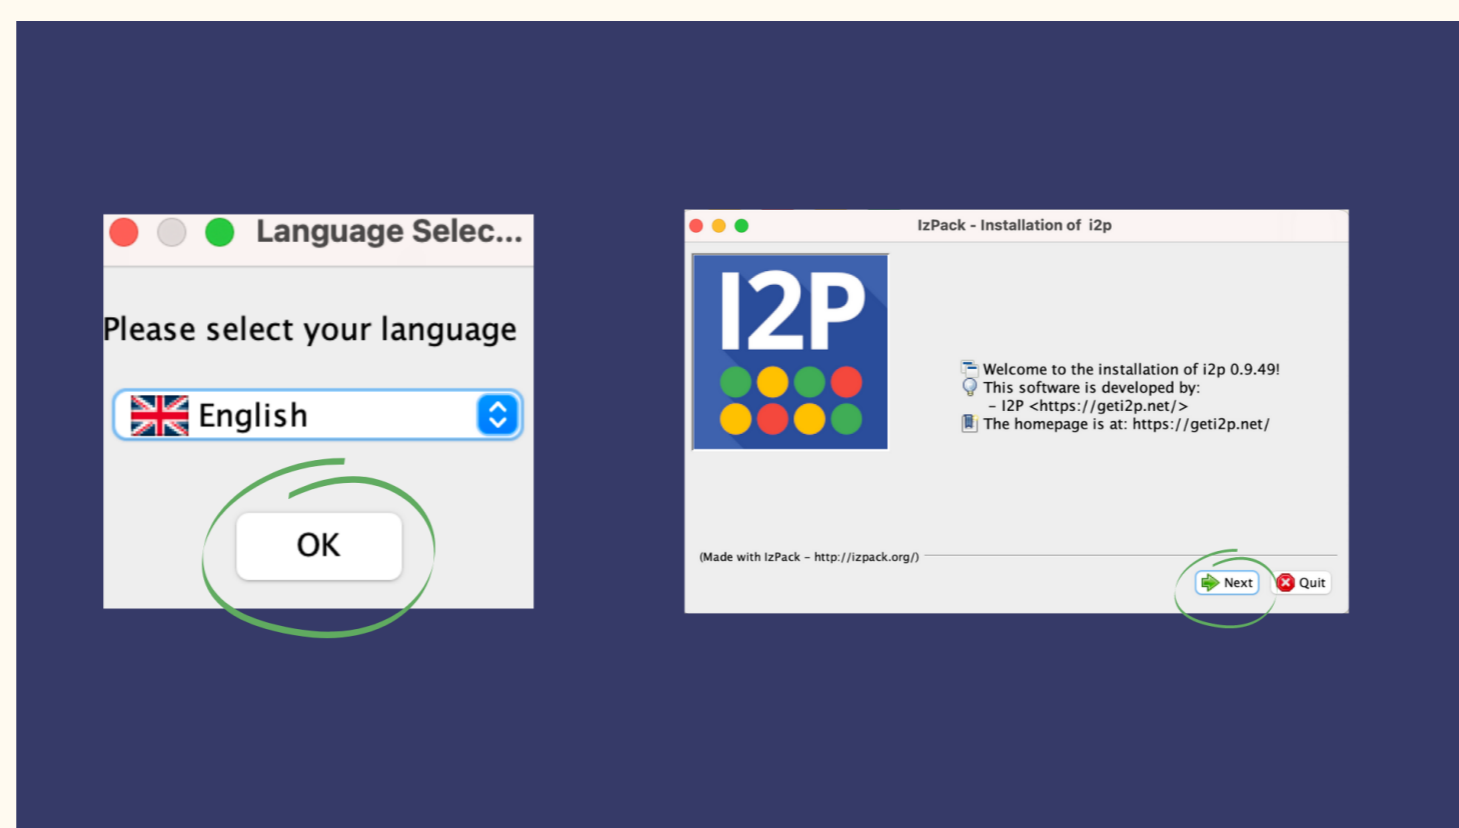 Language Selec...
Please select your language
English
OK
IzPack - Installation of i2p
I2P
Welcome to the installation of i2p 0.9.49!
This software is developed by:
- I2P <https://geti2p.net/>
The homepage is at: https://geti2p.net/
(Made with IzPack - http://izpack.org/)
Next
Quit